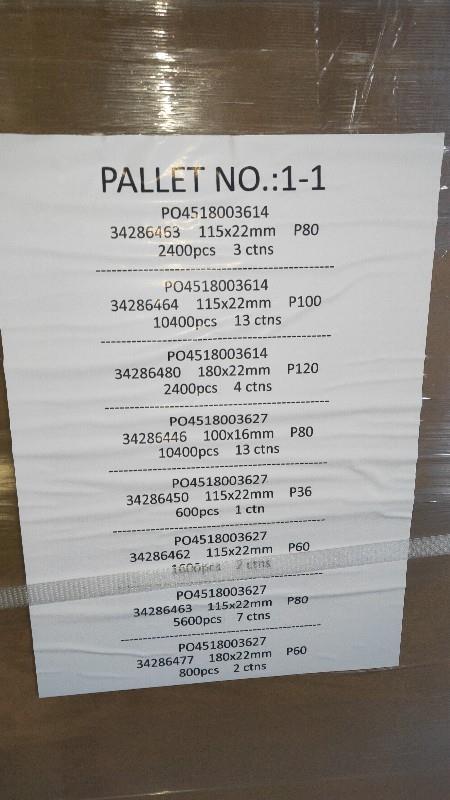 PALLET NO.:1-1
PO4518003614
34286463 115x22mm P80
2400pcs 3 ctns
--------------------------------------------------
PO4518003614
34286464 115x22mm P100
10400pcs 13 ctns
--------------------------------------------------
PO4518003614
34286480 180x22mm P120
2400pcs 4 ctns
--------------------------------------------------
PO4518003627
34286446 100x16mm P80
10400pcs 13 ctns
--------------------------------------------------
PO4518003627
34286450 115x22mm P36
600pcs 1 ctn
--------------------------------------------------
PO4518003627
34286462 115x22mm P60
1600pcs 2 ctns
--------------------------------------------------
PO4518003627
34286463 115x22mm P80
5600pcs 7 ctns
--------------------------------------------------
PO4518003627
34286477 180x22mm P60
800pcs 2 ctns